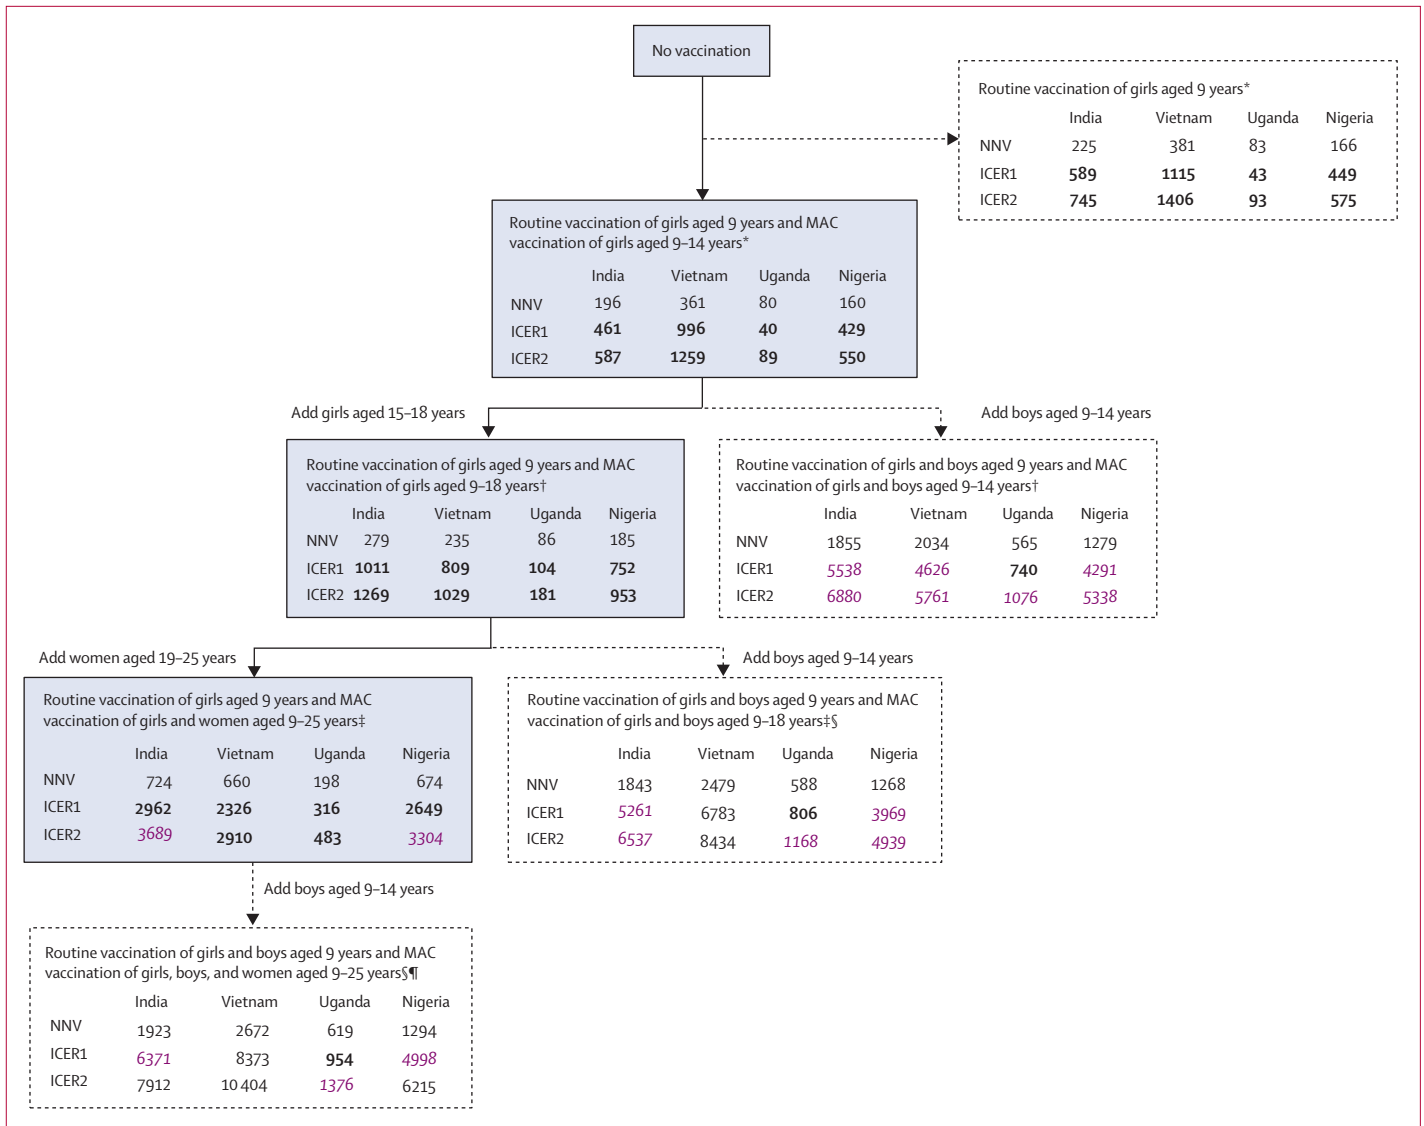 No vaccination
Routine vaccination of girls aged 9 years*
India Vietnam Uganda Nigeria
NNV 225 381 83 166
ICER1 589 1115 43 449
ICER2 745 1406 93 575
Routine vaccination of girls aged 9 years and MAC
vaccination of girls aged 9–14 years*
India Vietnam Uganda Nigeria
NNV 196 361 80 160
ICER1 461 996 40 429
ICER2 587 1259 89 550
Add girls aged 15–18 years
Add boys aged 9–14 years
Routine vaccination of girls aged 9 years and MAC
vaccination of girls aged 9–18 years†
India Vietnam Uganda Nigeria
NNV 279 235 86 185
ICER1 1011 809 104 752
ICER2 1269 1029 181 953
Routine vaccination of girls and boys aged 9 years and MAC
vaccination of girls and boys aged 9–14 years†
India Vietnam Uganda Nigeria
NNV 1855 2034 565 1279
ICER1 5538 4626 740 4291
ICER2 6880 5761 1076 5338
Add women aged 19–25 years
Add boys aged 9–14 years
Routine vaccination of girls aged 9 years and MAC
vaccination of girls and women aged 9–25 years‡
India Vietnam Uganda Nigeria
NNV 724 660 198 674
ICER1 2962 2326 316 2649
ICER2 3689 2910 483 3304
Routine vaccination of girls and boys aged 9 years and MAC
vaccination of girls and boys aged 9–18 years‡§
India Vietnam Uganda Nigeria
NNV 1843 2479 588 1268
ICER1 5261 6783 806 3969
ICER2 6537 8434 1168 4939
Add boys aged 9–14 years
Routine vaccination of girls and boys aged 9 years and MAC
vaccination of girls, boys, and women aged 9–25 years§¶
India Vietnam Uganda Nigeria
NNV 1923 2672 619 1294
ICER1 6371 8373 954 4998
ICER2 7912 10 404 1376 6215